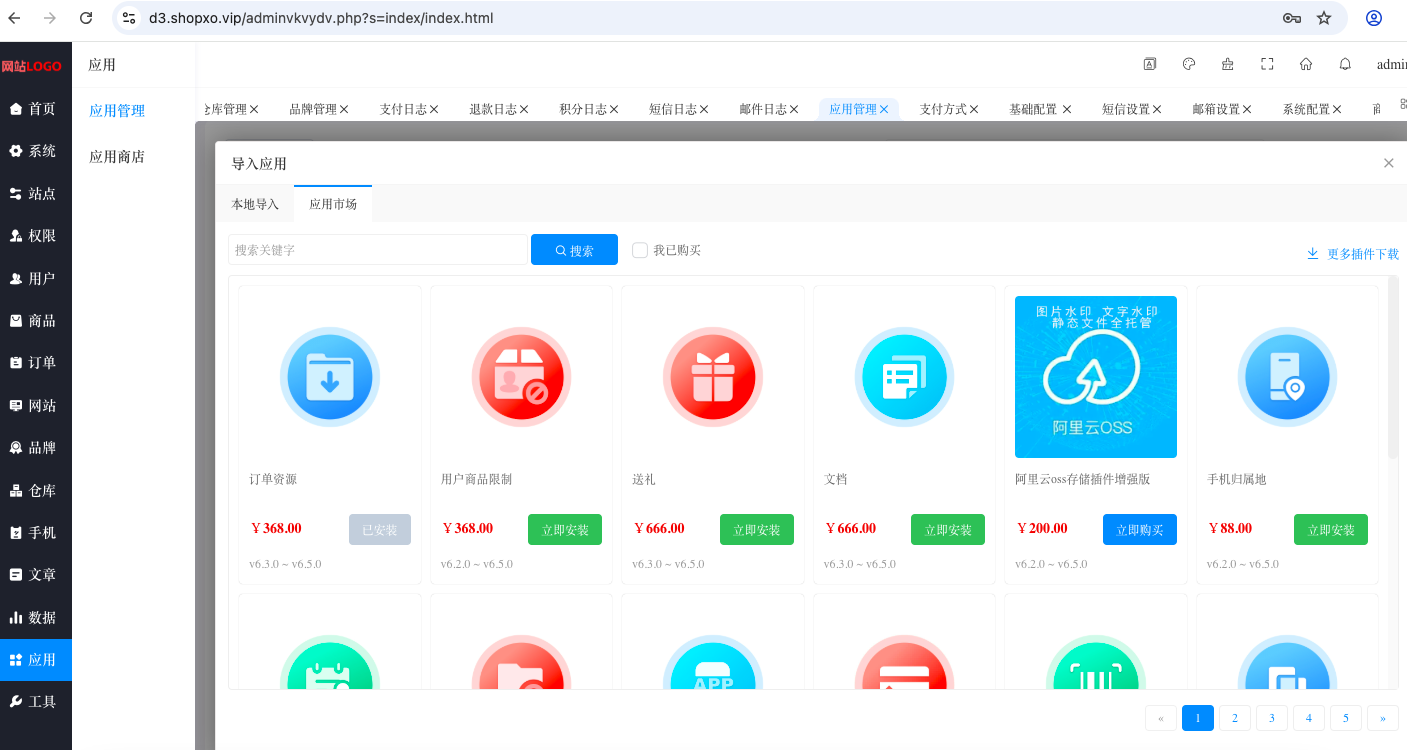 d3.shopxo.vip/adminvkvydv.php?s=index/index.html
网站LOGO
首页
系统
站点
权限
用户
商品
订单
网站
品牌
仓库
手机
文章
数据
应用
工具
应用
应用管理
应用商店
admin
仓库管理 品牌管理 支付日志 退款日志 积分日志 短信日志 邮件日志 应用管理 支付方式 基础配置 短信设置 邮箱设置 系统配置 商
导入应用
本地导入 应用市场
搜索关键字 搜索 我已购买 更多插件下载
图片水印 文字水印
静态文件全托管
阿里云OSS
订单资源 用户商品限制 送礼 文档 阿里云oss存储插件增强版 手机归属地
￥368.00 已安装 ￥368.00 立即安装 ￥666.00 立即安装 ￥666.00 立即安装 ￥200.00 立即购买 ￥88.00 立即安装
v6.3.0 ~ v6.5.0 v6.2.0 ~ v6.5.0 v6.3.0 ~ v6.5.0 v6.3.0 ~ v6.5.0 v6.2.0 ~ v6.5.0 v6.2.0 ~ v6.5.0
APP
« 1 2 3 4 5 »